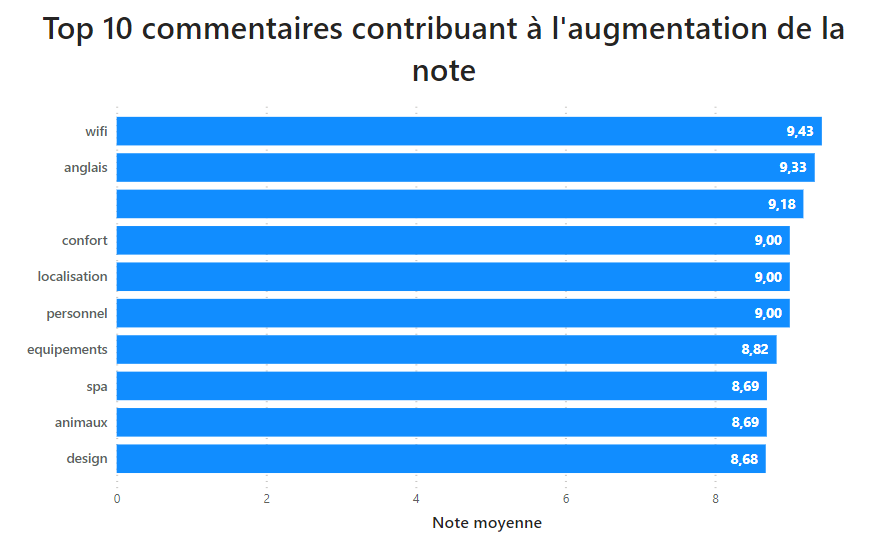 Top 10 commentaires contribuant à l'augmentation de la
note
wifi 9,43
anglais 9,33
9,18
confort 9,00
localisation 9,00
personnel 9,00
equipements 8,82
spa 8,69
animaux 8,69
design 8,68
0 2 4 6 8
Note moyenne